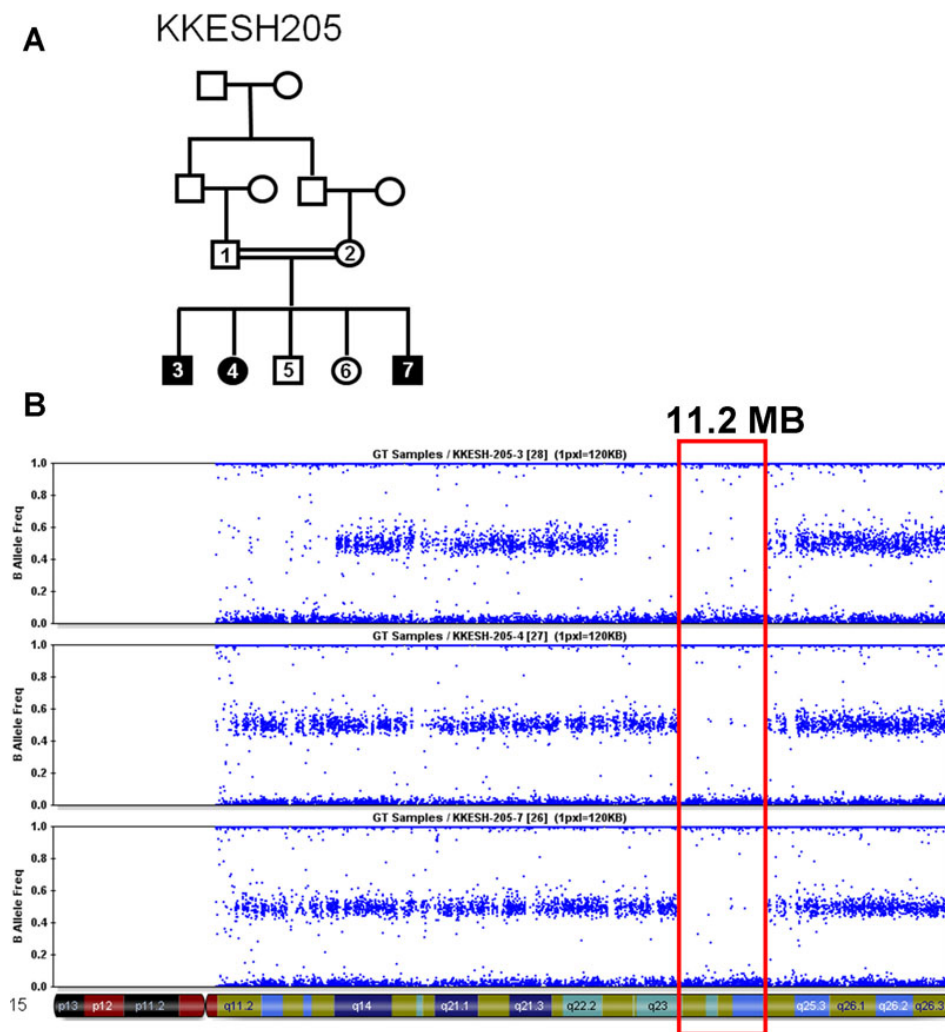 A
KKESH205
1
2
3
4
5
6
7
B
11.2 MB
GT Samples / KKESH-205-3 [28] (1pxl=120KB)
B Allele Freq
1.0
0.8
0.6
0.4
0.2
0.0
GT Samples / KKESH-205-4 [27] (1pxl=120KB)
B Allele Freq
1.0
0.8
0.6
0.4
0.2
0.0
GT Samples / KKESH-205-7 [26] (1pxl=120KB)
B Allele Freq
1.0
0.8
0.6
0.4
0.2
0.0
15 p13 p12 p11.2 q11.2 q14 q21.1 q21.3 q22.2 q23 q25.3 q26.1 q26.2 q26.3